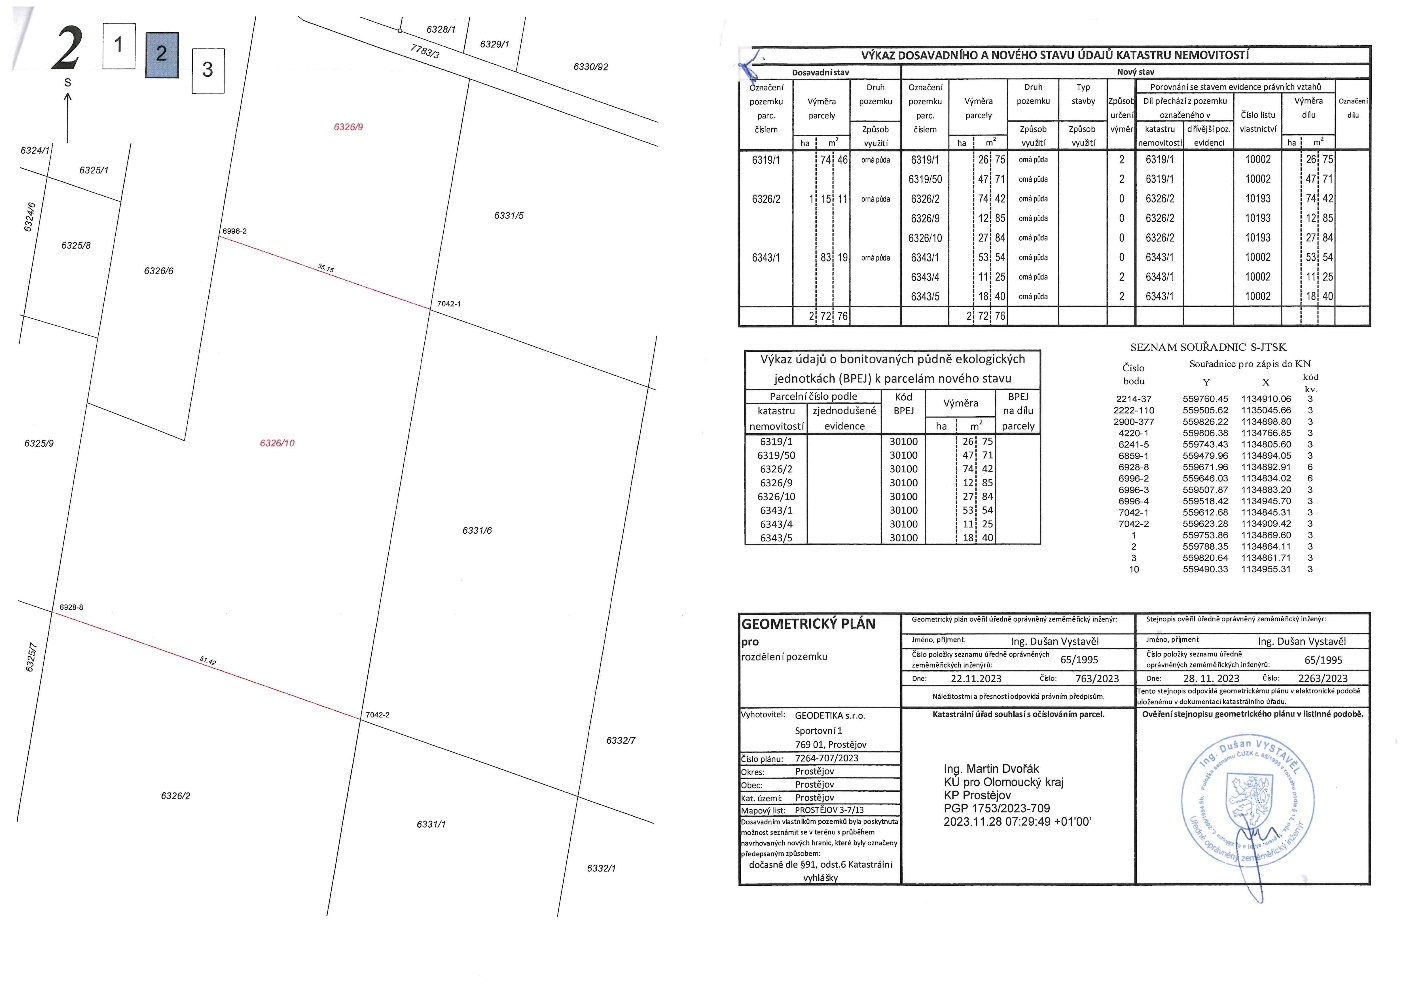 2
1
2
3
S
6328/1
6329/1
7783/3
6330/92
6326/9
6324/1
6325/1
6324/6
6325/8
6331/5
6998-2
6326/6
36.15
7042-1
6325/9
6326/10
6331/6
6928-8
6325/7
51.42
7042-2
6332/7
6326/2
6331/1
6332/1
VÝKAZ DOSAVADNÍHO A NOVÉHO STAVU ÚDAJŮ KATASTRU NEMOVITOSTÍ
Dosavadní stav Nový stav
Označení pozemku parc. číslem Výměra parcely Druh pozemku Označení pozemku parc. číslem Výměra parcely Druh pozemku Typ stavby Způsob určení výměr Porovnání se stavem evidence právních vztahů
Díl přechází z pozemku označeného v Číslo listu vlastnictví Výměra dílu Označení dílu
Způsob využití Způsob využití Způsob využití katastru nemovitostí dřívější poz. evidenci
ha m² ha m² ha m²
6319/1 74 46 orná půda 6319/1 26 75 orná půda 2 6319/1 10002 26 75
6319/50 47 71 orná půda 2 6319/1 10002 47 71
6326/2 1 15 11 orná půda 6326/2 74 42 orná půda 0 6326/2 10193 74 42
6326/9 12 85 orná půda 0 6326/2 10193 12 85
6326/10 27 84 orná půda 0 6326/2 10193 27 84
6343/1 83 19 orná půda 6343/1 53 54 orná půda 0 6343/1 10002 53 54
6343/4 11 25 orná půda 2 6343/1 10002 11 25
6343/5 18 40 orná půda 2 6343/1 10002 18 40
2 72 76 2 72 76
Výkaz údajů o bonitovaných půdně ekologických
jednotkách (BPEJ) k parcelám nového stavu
Parcelní číslo podle Kód BPEJ Výměra BPEJ na dílu parcely
katastru nemovitostí zjednodušené evidence ha m²
6319/1 30100 26 75
6319/50 30100 47 71
6326/2 30100 74 42
6326/9 30100 12 85
6326/10 30100 27 84
6343/1 30100 53 54
6343/4 30100 11 25
6343/5 30100 18 40
SEZNAM SOUŘADNIC S-JTSK
Číslo bodu Souřadnice pro zápis do KN
Y X kód kv.
2214-37 559760.45 1134910.06 3
2222-110 559505.62 1135045.66 3
2900-377 559826.22 1134898.80 3
4220-1 559806.38 1134766.85 3
6241-5 559743.43 1134805.60 3
6859-1 559479.96 1134894.05 3
6928-8 559671.96 1134892.91 6
6996-2 559646.03 1134834.02 6
6996-3 559507.87 1134883.20 3
6996-4 559518.42 1134945.70 3
7042-1 559612.68 1134845.31 3
7042-2 559623.28 1134909.42 3
1 559753.86 1134869.60 3
2 559788.35 1134864.11 3
3 559820.64 1134861.71 3
10 559490.33 1134955.31 3
GEOMETRICKÝ PLÁN
pro
rozdělení pozemku
Geometrický plán ověřil úředně oprávněný zeměměřický inženýr:
Jméno, příjmení: Ing. Dušan Vystavěl
Číslo položky seznamu úředně oprávněných zeměměřických inženýrů: 65/1995
Dne: 22.11.2023 Číslo: 763/2023
Náležitostmi a přesností odpovídá právním předpisům.
Stejnopis ověřil úředně oprávněný zeměměřický inženýr:
Jméno, příjmení: Ing. Dušan Vystavěl
Číslo položky seznamu úředně oprávněných zeměměřických inženýrů: 65/1995
Dne: 28. 11. 2023 Číslo: 2263/2023
Tento stejnopis odpovídá geometrickému plánu v elektronické podobě
uloženému v dokumentaci katastrálního úřadu.
Vyhotovitel: GEODETIKA s.r.o.
Sportovní 1
769 01, Prostějov
Číslo plánu: 7264-707/2023
Okres: Prostějov
Obec: Prostějov
Kat. území: Prostějov
Mapový list: PROSTĚJOV 3-7/13
Dosavadním vlastníkům pozemků byla poskytnuta
možnost seznámit se v terénu s průběhem
navrhovaných nových hranic, které byly označeny
předepsaným způsobem:
dočasně dle §91, odst.6 Katastrální
vyhlášky
Katastrální úřad souhlasí s očíslováním parcel.
Ing. Martin Dvořák
KÚ pro Olomoucký kraj
KP Prostějov
PGP 1753/2023-709
2023.11.28 07:29:49 +01'00'
Ověření stejnopisu geometrického plánu v listinné podobě.
Ing. Dušan VYSTAVĚL
Úředně oprávněný zeměměřický inženýr